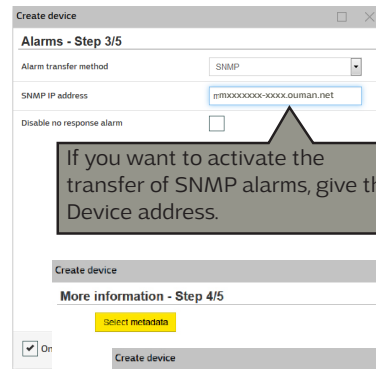 Create device
Alarms - Step 3/5
Alarm transfer method SNMP
SNMP IP address mmxxxxxxx-xxxx.ouman.net
Disable no response alarm
If you want to activate the
transfer of SNMP alarms, give th
Device address.
Create device
More information - Step 4/5
Select metadata
On
Create device